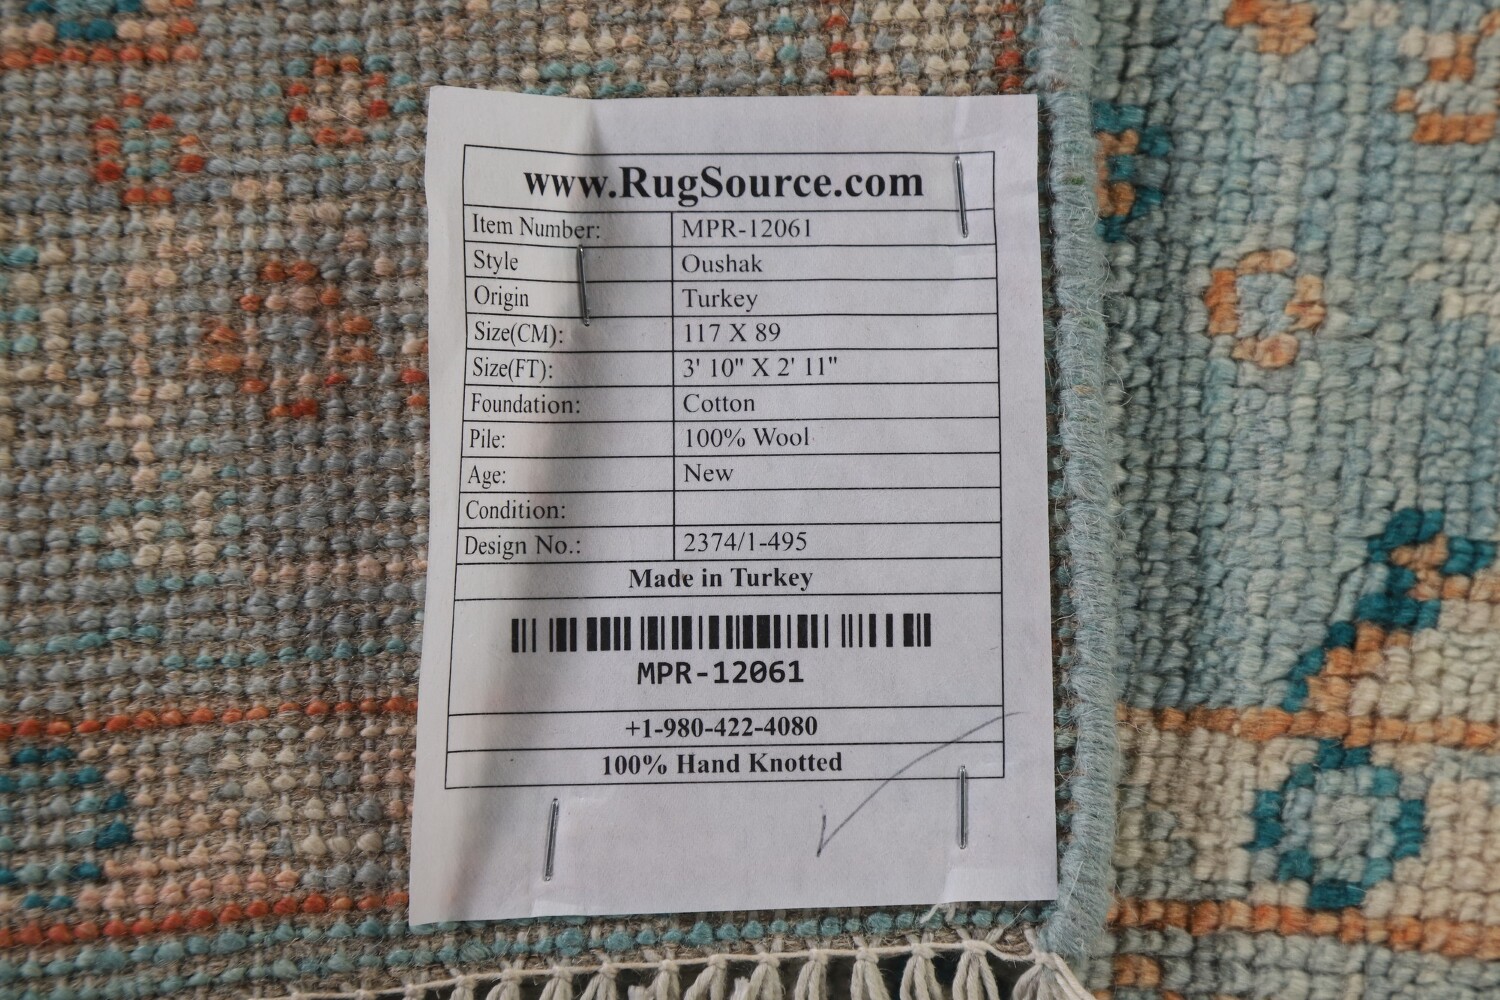 www.RugSource.com
Item Number: MPR-12061
Style Oushak
Origin Turkey
Size(CM): 117 X 89
Size(FT): 3' 10" X 2' 11"
Foundation: Cotton
Pile: 100% Wool
Age: New
Condition:
Design No.: 2374/1-495
Made in Turkey
MPR-12061
+1-980-422-4080
100% Hand Knotted